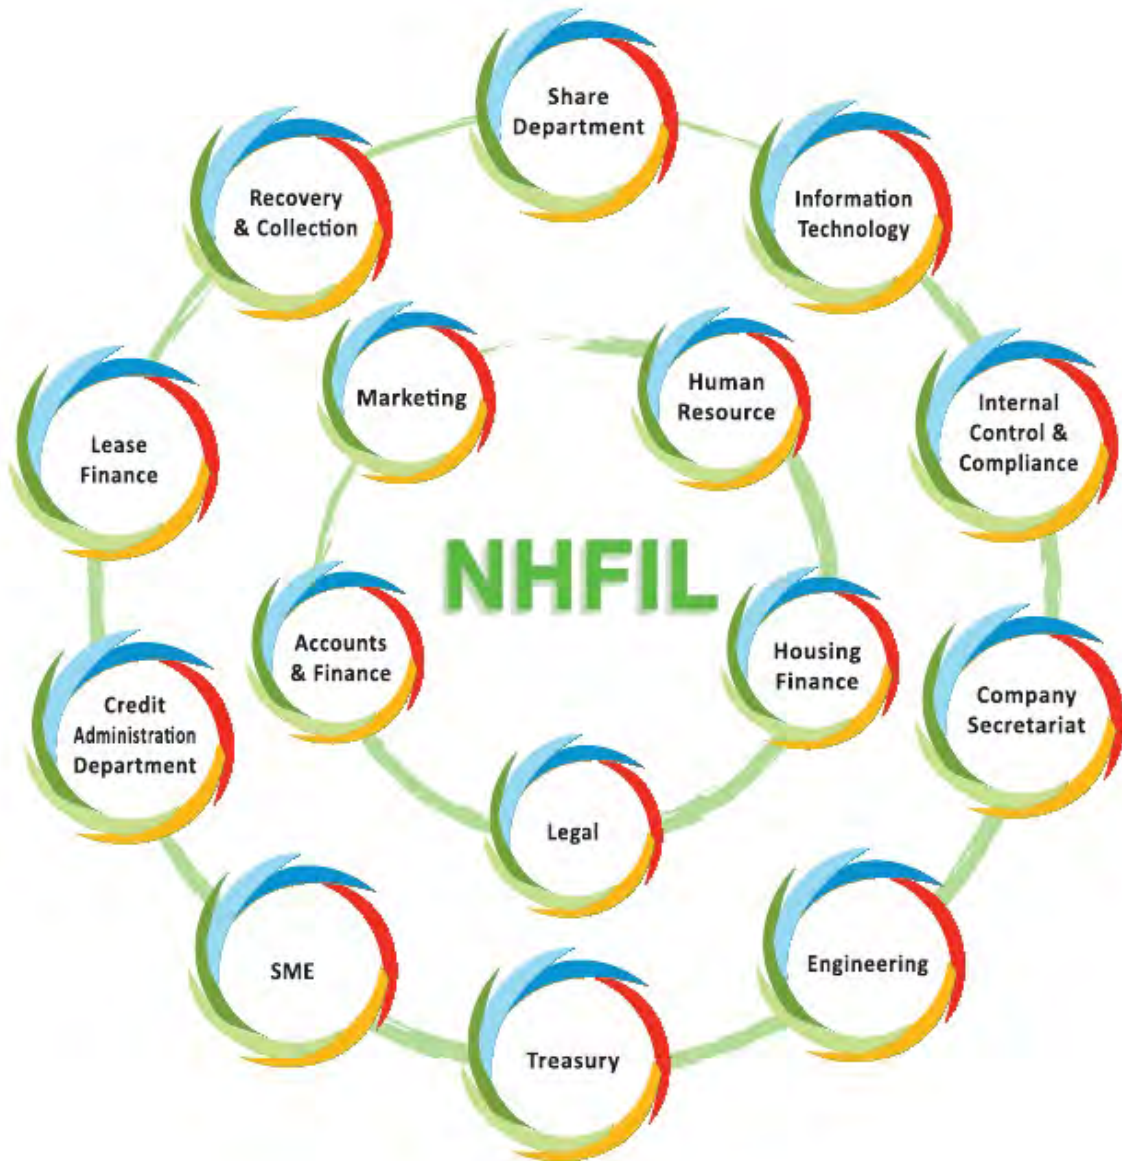 Share
Department
Recovery
& Collection
Information
Technology
Marketing
Human
Resource
Lease
Finance
Internal
Control &
Compliance
NHFIL
Accounts
& Finance
Housing
Finance
Credit
Administration
Department
Company
Secretariat
Legal
SME
Engineering
Treasury